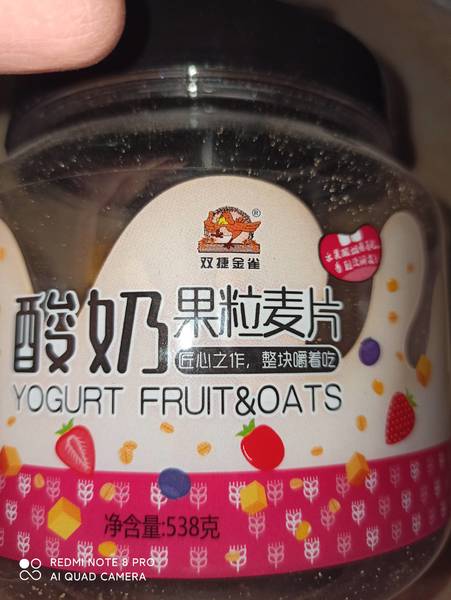 ®
双捷金雀
酸奶果粒麦片
匠心之作，整块嚼着吃
YOGURT FRUIT&OATS
净含量:538克
REDMI NOTE 8 PRO
AI QUAD CAMERA